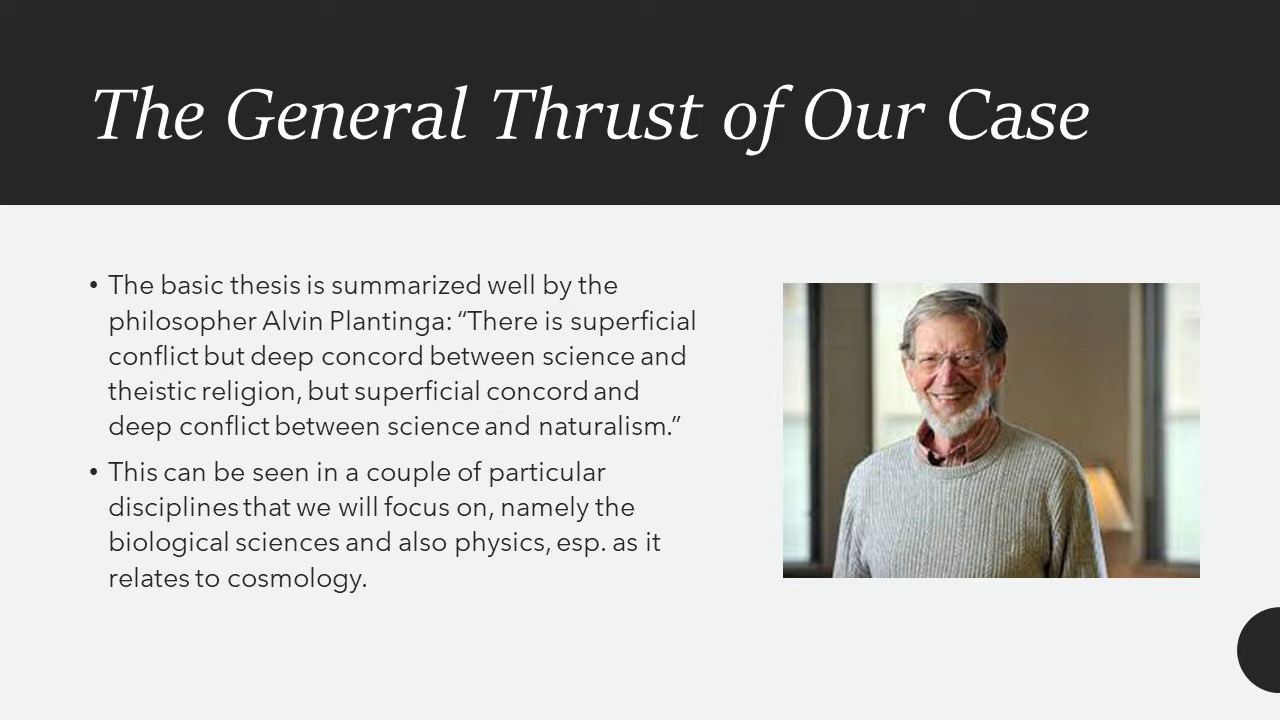 The General Thrust of Our Case
• The basic thesis is summarized well by the
philosopher Alvin Plantinga: “There is superficial
conflict but deep concord between science and
theistic religion, but superficial concord and
deep conflict between science and naturalism.”
• This can be seen in a couple of particular
disciplines that we will focus on, namely the
biological sciences and also physics, esp. as it
relates to cosmology.